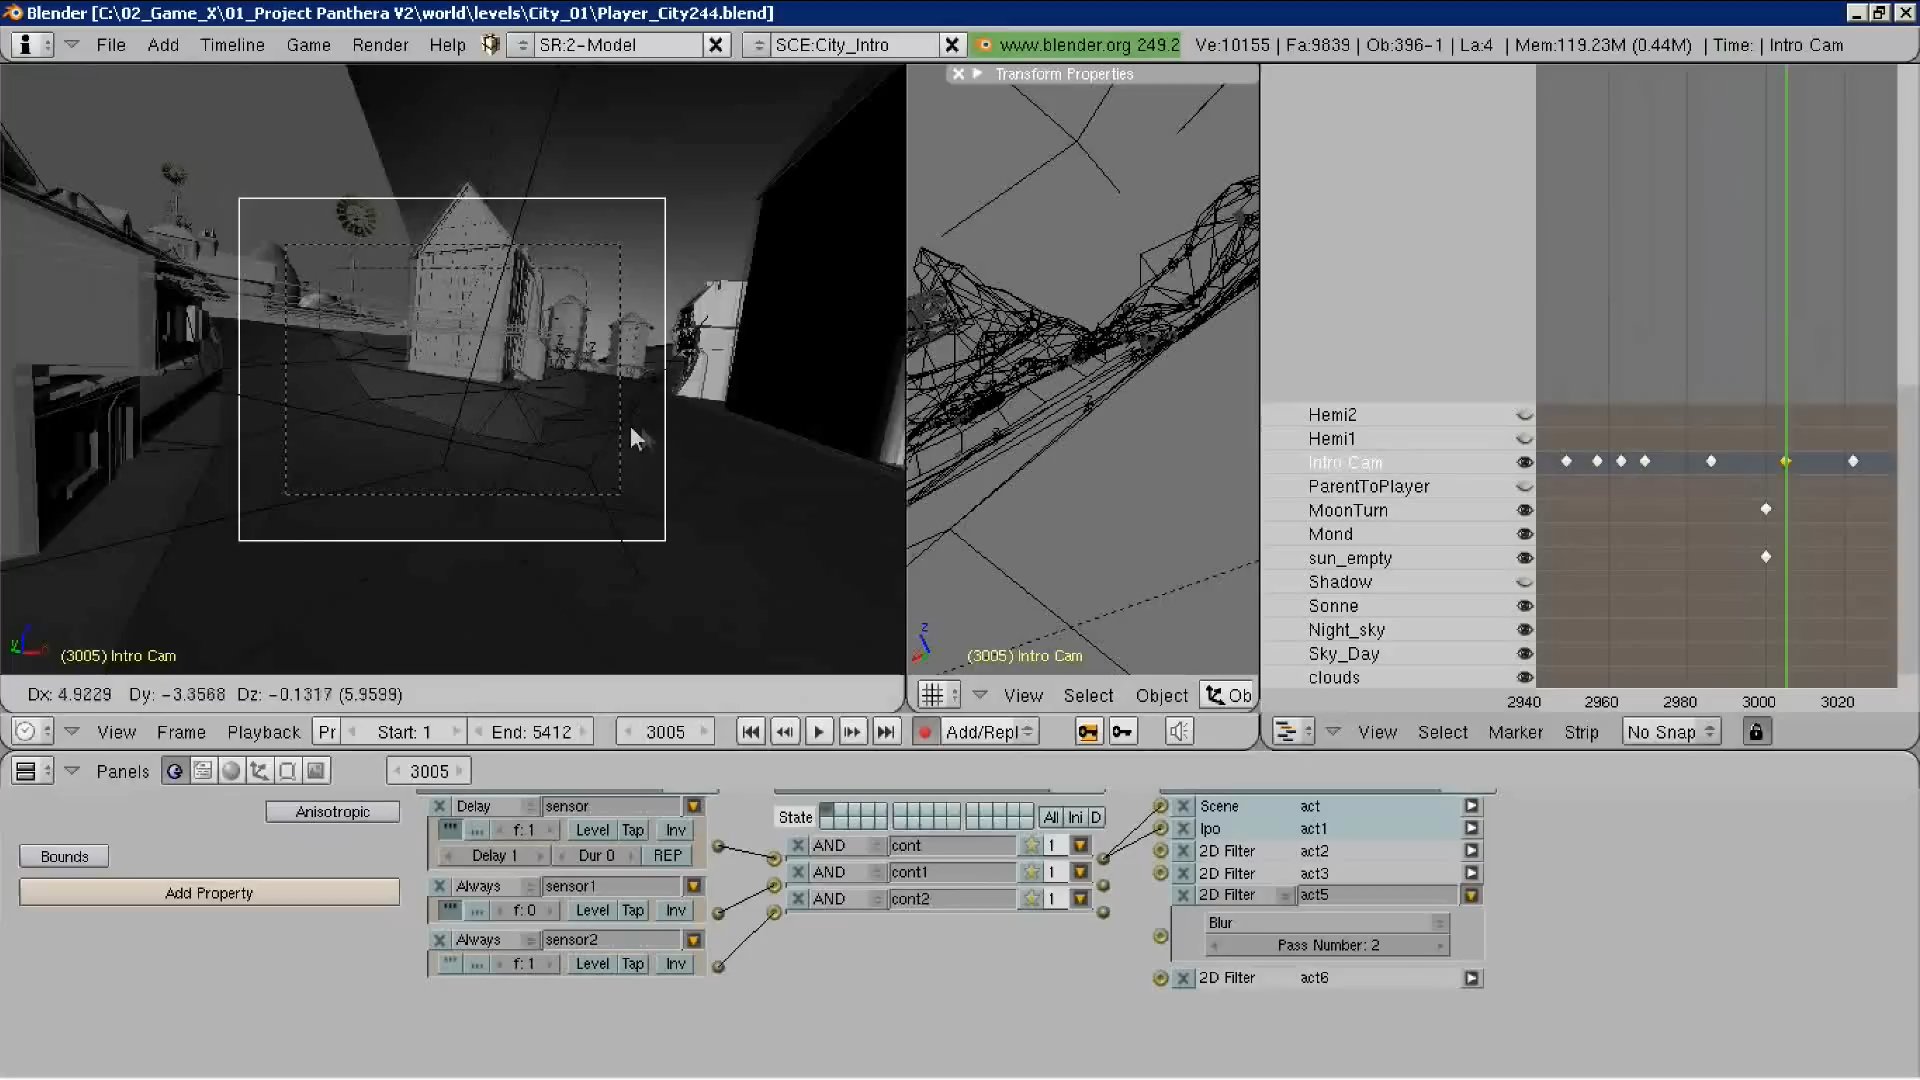 Blender [C:\02_Game_X\01_Project Panthera V2\world\levels\City_01\Player_City244.blend]
File Add Timeline Game Render Help SR:2-Model SCE:City_Intro www.blender.org 249.2 Ve:10155 | Fa:9839 | Ob:396-1 | La:4 | Mem:119.23M (0.44M) | Time: | Intro Cam
Transform Properties
Hemi2
Hemi1
Intro Cam
ParentToPlayer
MoonTurn
Mond
sun_empty
Shadow
Sonne
Night_sky
Sky_Day
clouds
(3005) Intro Cam
(3005) Intro Cam
Dx: 4.9229 Dy: -3.3568 Dz: -0.1317 (5.9599)
View Select Object Ob
2940 2960 2980 3000 3020
View Frame Playback Pr Start: 1 End: 5412 3005 Add/Repl
View Select Marker Strip No Snap
Panels 3005
Anisotropic
Bounds
Add Property
Delay sensor
f: 1 Level Tap Inv
Delay 1 Dur 0 REP
Always sensor1
f: 0 Level Tap Inv
Always sensor2
f: 1 Level Tap Inv
State All Ini D
AND cont 1
AND cont1 1
AND cont2 1
Scene act
Ipo act1
2D Filter act2
2D Filter act3
2D Filter act5
Blur
Pass Number: 2
2D Filter act6